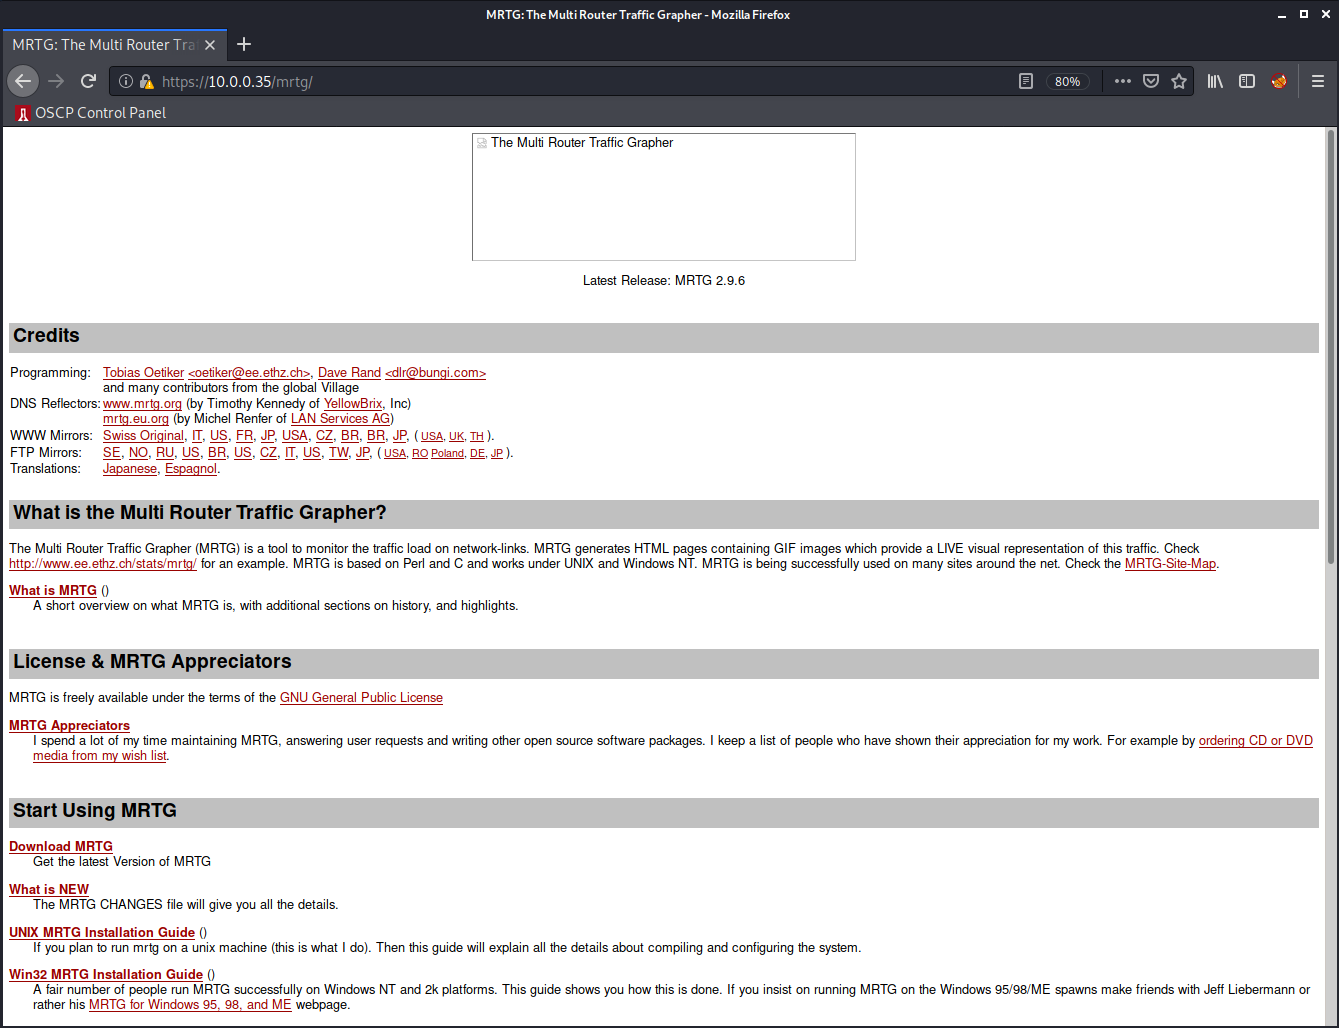 MRTG: The Multi Router Traffic Grapher - Mozilla Firefox
MRTG: The Multi Router Tra
https://10.0.0.35/mrtg/
80%
OSCP Control Panel
The Multi Router Traffic Grapher
Latest Release: MRTG 2.9.6
Credits
Programming: Tobias Oetiker <oetiker@ee.ethz.ch>, Dave Rand <dlr@bungi.com>
and many contributors from the global Village
DNS Reflectors: www.mrtg.org (by Timothy Kennedy of YellowBrix, Inc)
mrtg.eu.org (by Michel Renfer of LAN Services AG)
WWW Mirrors: Swiss Original, IT, US, FR, JP, USA, CZ, BR, BR, JP, ( USA, UK, TH ).
FTP Mirrors: SE, NO, RU, US, BR, US, CZ, IT, US, TW, JP, ( USA, RO Poland, DE, JP ).
Translations: Japanese, Espagnol.
What is the Multi Router Traffic Grapher?
The Multi Router Traffic Grapher (MRTG) is a tool to monitor the traffic load on network-links. MRTG generates HTML pages containing GIF images which provide a LIVE visual representation of this traffic. Check
http://www.ee.ethz.ch/stats/mrtg/ for an example. MRTG is based on Perl and C and works under UNIX and Windows NT. MRTG is being successfully used on many sites around the net. Check the MRTG-Site-Map.
What is MRTG ()
A short overview on what MRTG is, with additional sections on history, and highlights.
License & MRTG Appreciators
MRTG is freely available under the terms of the GNU General Public License
MRTG Appreciators
I spend a lot of my time maintaining MRTG, answering user requests and writing other open source software packages. I keep a list of people who have shown their appreciation for my work. For example by ordering CD or DVD
media from my wish list.
Start Using MRTG
Download MRTG
Get the latest Version of MRTG
What is NEW
The MRTG CHANGES file will give you all the details.
UNIX MRTG Installation Guide ()
If you plan to run mrtg on a unix machine (this is what I do). Then this guide will explain all the details about compiling and configuring the system.
Win32 MRTG Installation Guide ()
A fair number of people run MRTG successfully on Windows NT and 2k platforms. This guide shows you how this is done. If you insist on running MRTG on the Windows 95/98/ME spawns make friends with Jeff Liebermann or
rather his MRTG for Windows 95, 98, and ME webpage.